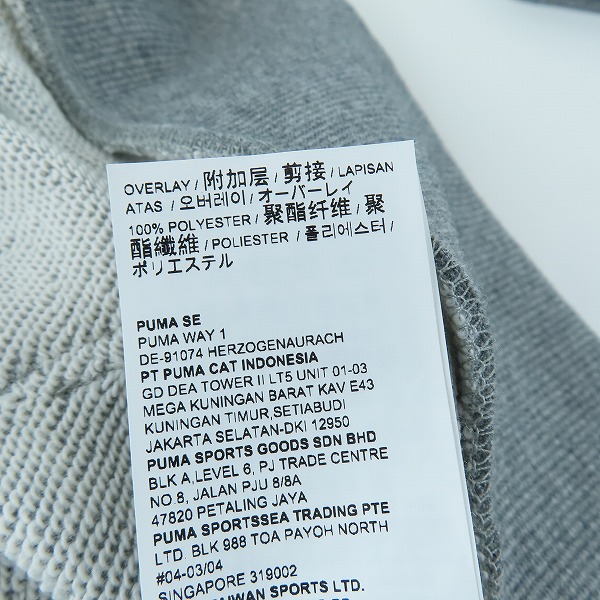 OVERLAY / 附加层 / 剪接 / LAPISAN
ATAS / 오버레이 / オーバーレイ
100% POLYESTER / 聚酯纤维 / 聚
酯纖維 / POLIESTER / 폴리에스터 /
ポリエステル
PUMA SE
PUMA WAY 1
DE-91074 HERZOGENAURACH
PT PUMA CAT INDONESIA
GD DEA TOWER II LT5 UNIT 01-03
MEGA KUNINGAN BARAT KAV E43
KUNINGAN TIMUR,SETIABUDI
JAKARTA SELATAN-DKI 12950
PUMA SPORTS GOODS SDN BHD
BLK A,LEVEL 6, PJ TRADE CENTRE
NO.8, JALAN PJU 8/8A
47820 PETALING JAYA
PUMA SPORTSSEA TRADING PTE
LTD. BLK 988 TOA PAYOH NORTH
#04-03/04
SINGAPORE 319002
SPORTS LTD.